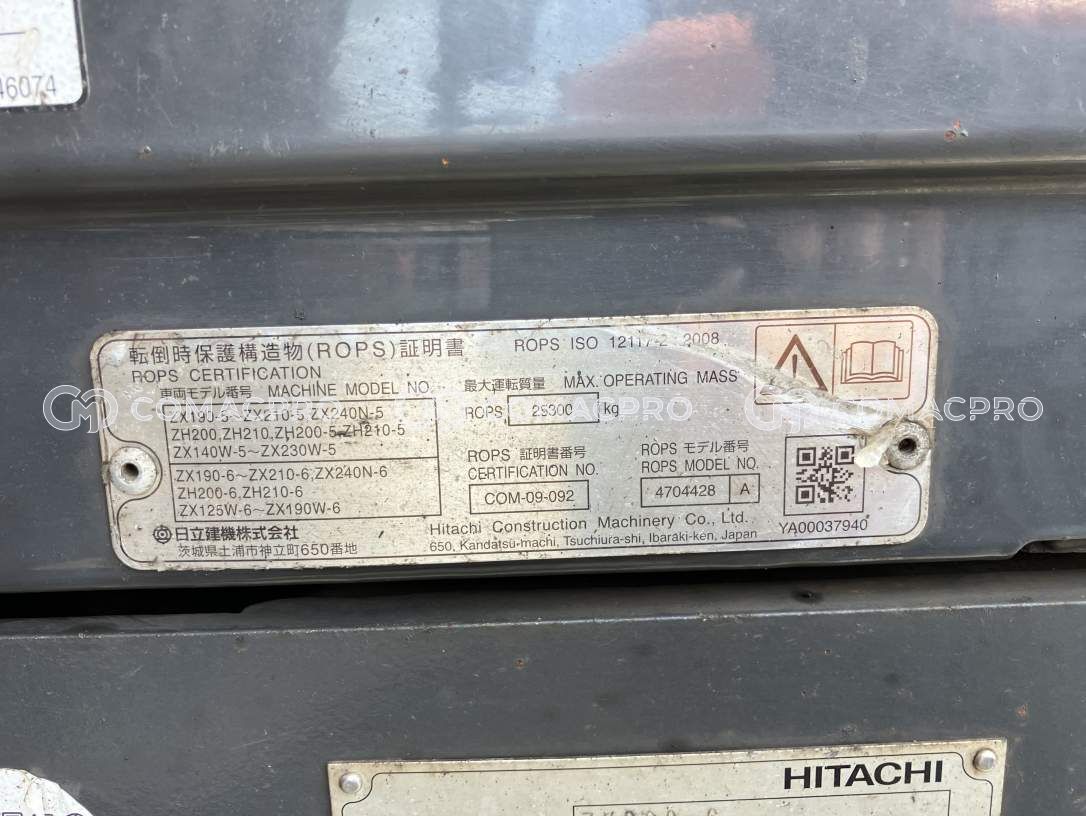 46074
転倒時保護構造物(ROPS)証明書
ROPS CERTIFICATION
ROPS ISO 12117-2 : 2008
車両モデル番号 MACHINE MODEL NO.
ZX190-5~ZX210-5,ZX240N-5
ZH200,ZH210,ZH200-5,ZH210-5
ZX140W-5~ZX230W-5
ZX190-6~ZX210-6,ZX240N-6
ZH200-6,ZH210-6
ZX125W-6~ZX190W-6
最大運転質量 MAX. OPERATING MASS
ROPS kg
ROPS 証明書番号
CERTIFICATION NO.
COM-09-092
ROPS モデル番号
ROPS MODEL NO.
4704428 A
日立建機株式会社
茨城県土浦市神立町650番地
Hitachi Construction Machinery Co., Ltd.
650, Kandatsu-machi, Tsuchiura-shi, Ibaraki-ken, Japan
YA00037940
COMACPRO COMACPRO COMACPRO
HITACHI